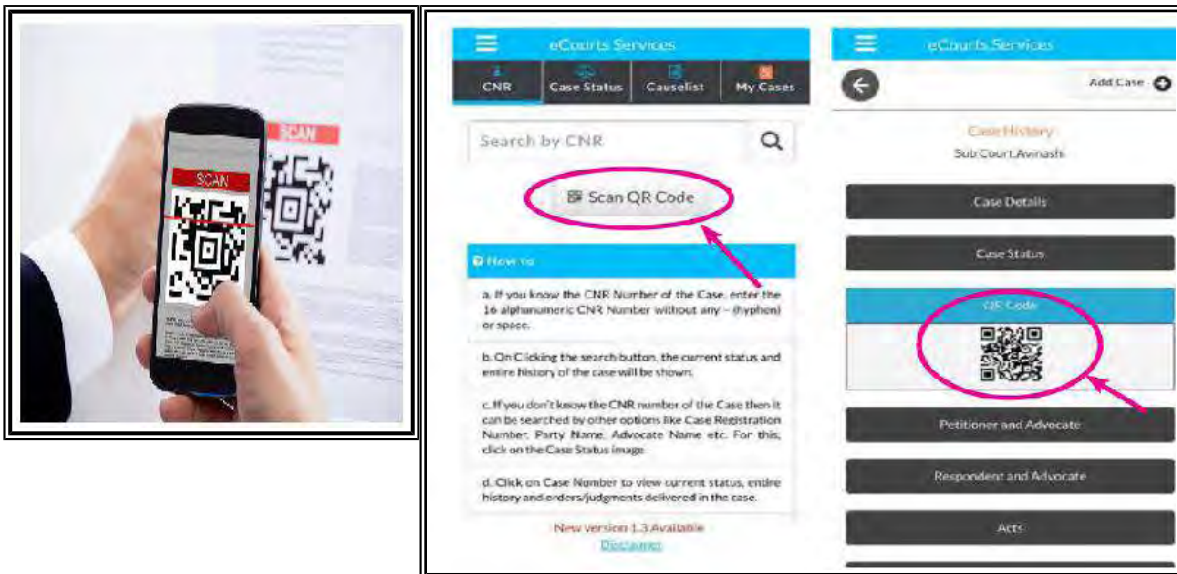 SCAN
SCAN
eCourts Services
CNR
Case Status
Causelist
My Cases
Search by CNR
Scan QR Code
How to
a. If you know the CNR Number of the Case, enter the
16 alphanumeric CNR Number without any – (hyphen)
or space.
b. On Clicking the search button, the current status and
entire history of the case will be shown.
c. If you don't know the CNR number of the Case then it
can be searched by other options like Case Registration
Number, Party Name, Advocate Name etc. For this,
click on the Case Status image
d. Click on Case Number to view current status, entire
history and orders/judgments delivered in the case.
New version 1.3 Available
Disclaimer
eCourts Services
Add Case
Case History
Sub Court,Avinashi
Case Details
Case Status
QR Code
Petitioner and Advocate
Respondent and Advocate
Acts